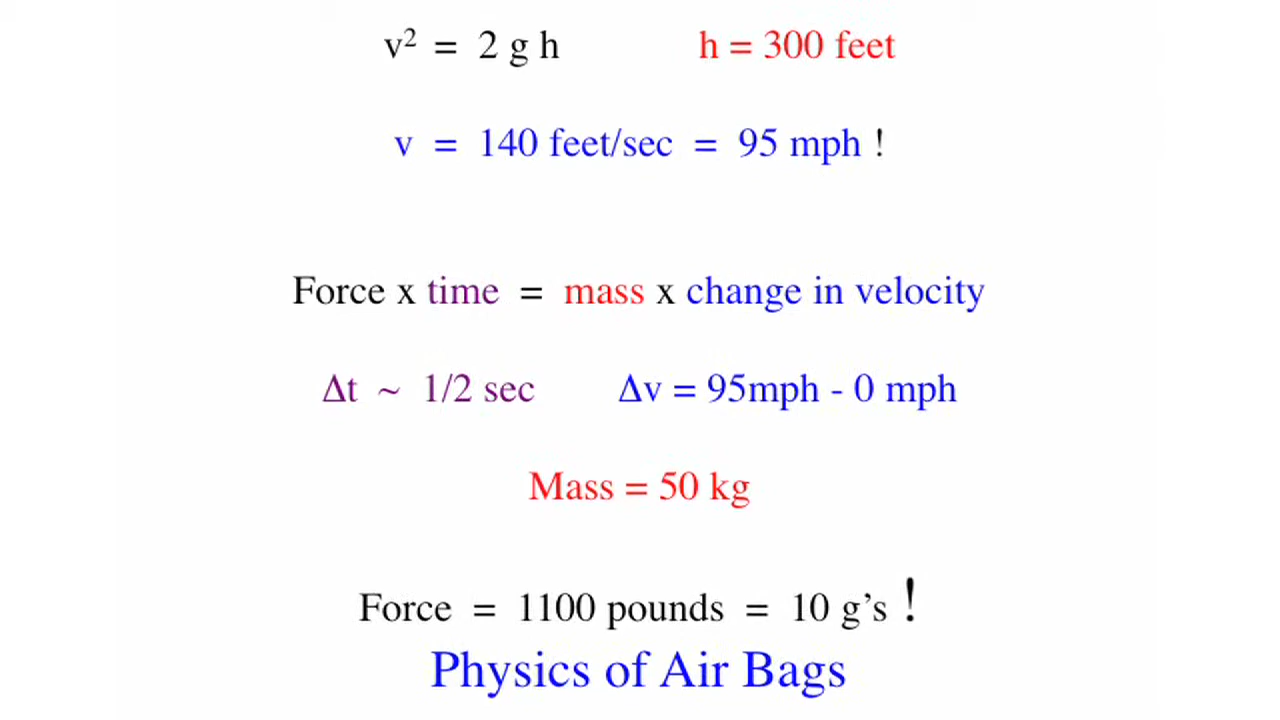 v² = 2 g h h = 300 feet
v = 140 feet/sec = 95 mph !
Force x time = mass x change in velocity
Δt ~ 1/2 sec Δv = 95mph - 0 mph
Mass = 50 kg
Force = 1100 pounds = 10 g’s !
Physics of Air Bags